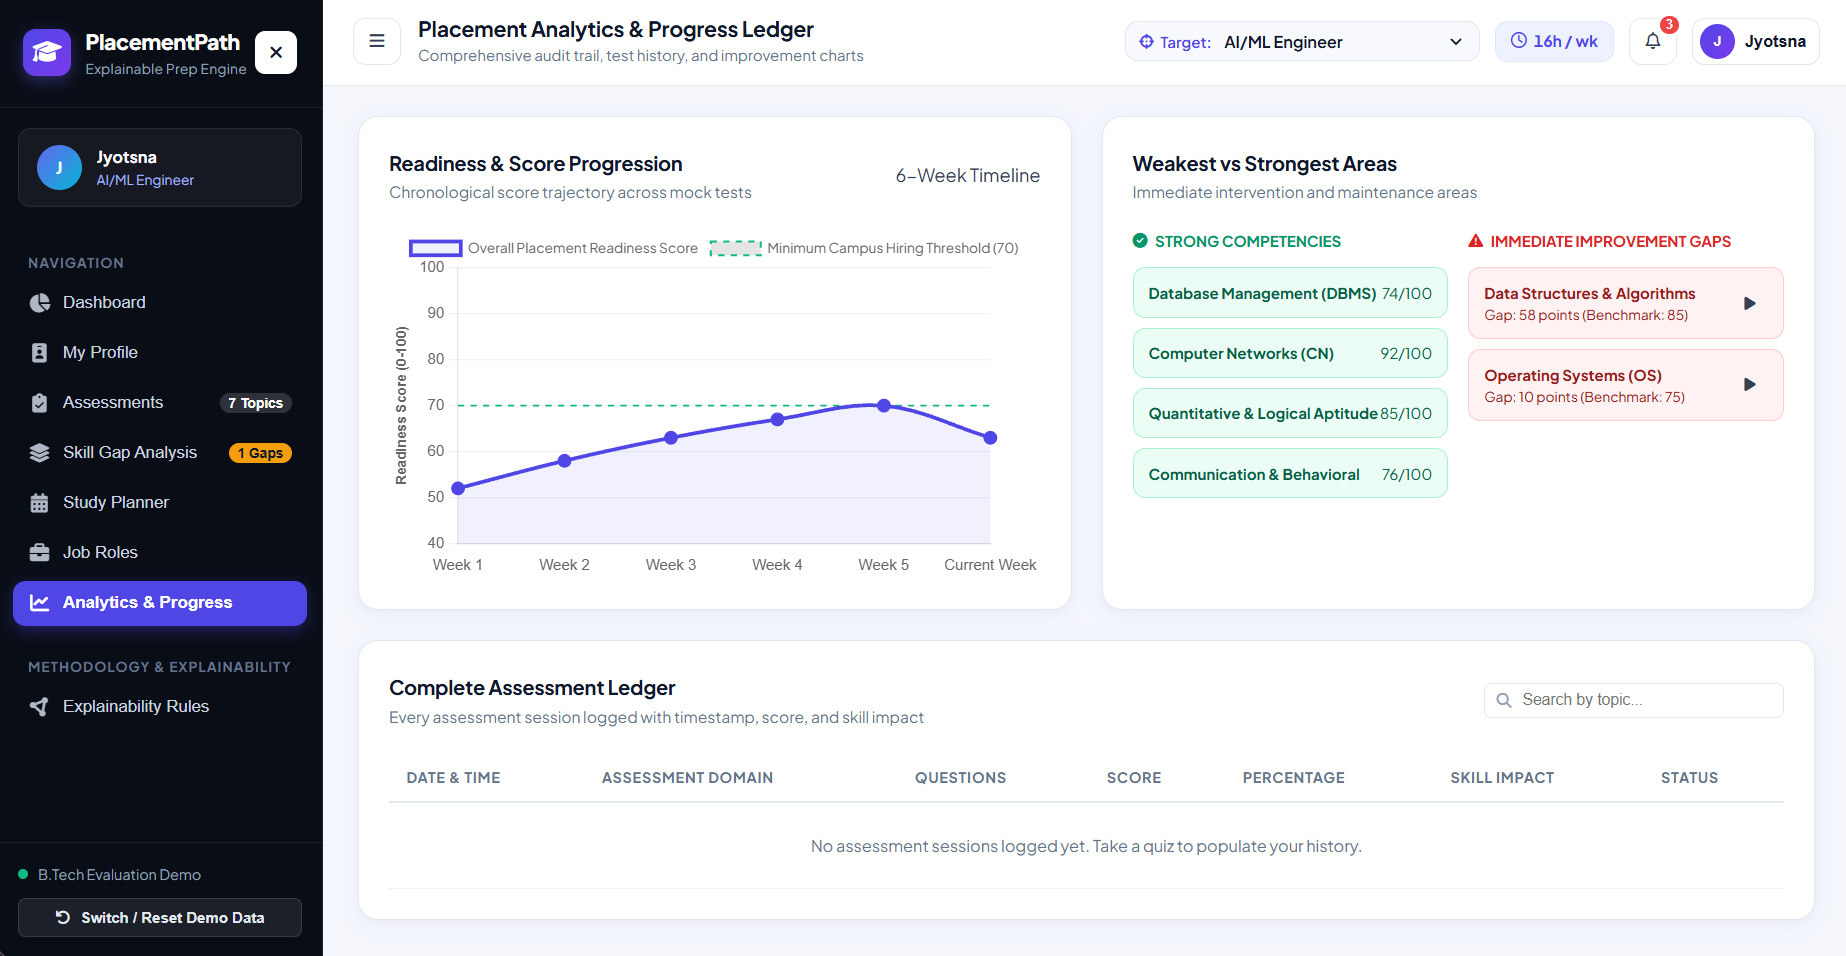 PlacementPath
Explainable Prep Engine
Jyotsna
AI/ML Engineer
NAVIGATION
Dashboard
My Profile
Assessments
7 Topics
Skill Gap Analysis
1 Gaps
Study Planner
Job Roles
Analytics & Progress
METHODOLOGY & EXPLAINABILITY
Explainability Rules
B.Tech Evaluation Demo
Switch / Reset Demo Data
Placement Analytics & Progress Ledger
Comprehensive audit trail, test history, and improvement charts
Target: AI/ML Engineer
16h / wk
3
J Jyotsna
J
Readiness & Score Progression
Chronological score trajectory across mock tests
6-Week Timeline
Overall Placement Readiness Score
Minimum Campus Hiring Threshold (70)
Readiness Score (0-100)
100
90
80
70
60
50
40
Week 1
Week 2
Week 3
Week 4
Week 5
Current Week
Weakest vs Strongest Areas
Immediate intervention and maintenance areas
STRONG COMPETENCIES
Database Management (DBMS) 74/100
Computer Networks (CN) 92/100
Quantitative & Logical Aptitude 85/100
Communication & Behavioral 76/100
IMMEDIATE IMPROVEMENT GAPS
Data Structures & Algorithms
Gap: 58 points (Benchmark: 85)
Operating Systems (OS)
Gap: 10 points (Benchmark: 75)
Complete Assessment Ledger
Every assessment session logged with timestamp, score, and skill impact
Search by topic...
DATE & TIME
ASSESSMENT DOMAIN
QUESTIONS
SCORE
PERCENTAGE
SKILL IMPACT
STATUS
No assessment sessions logged yet. Take a quiz to populate your history.